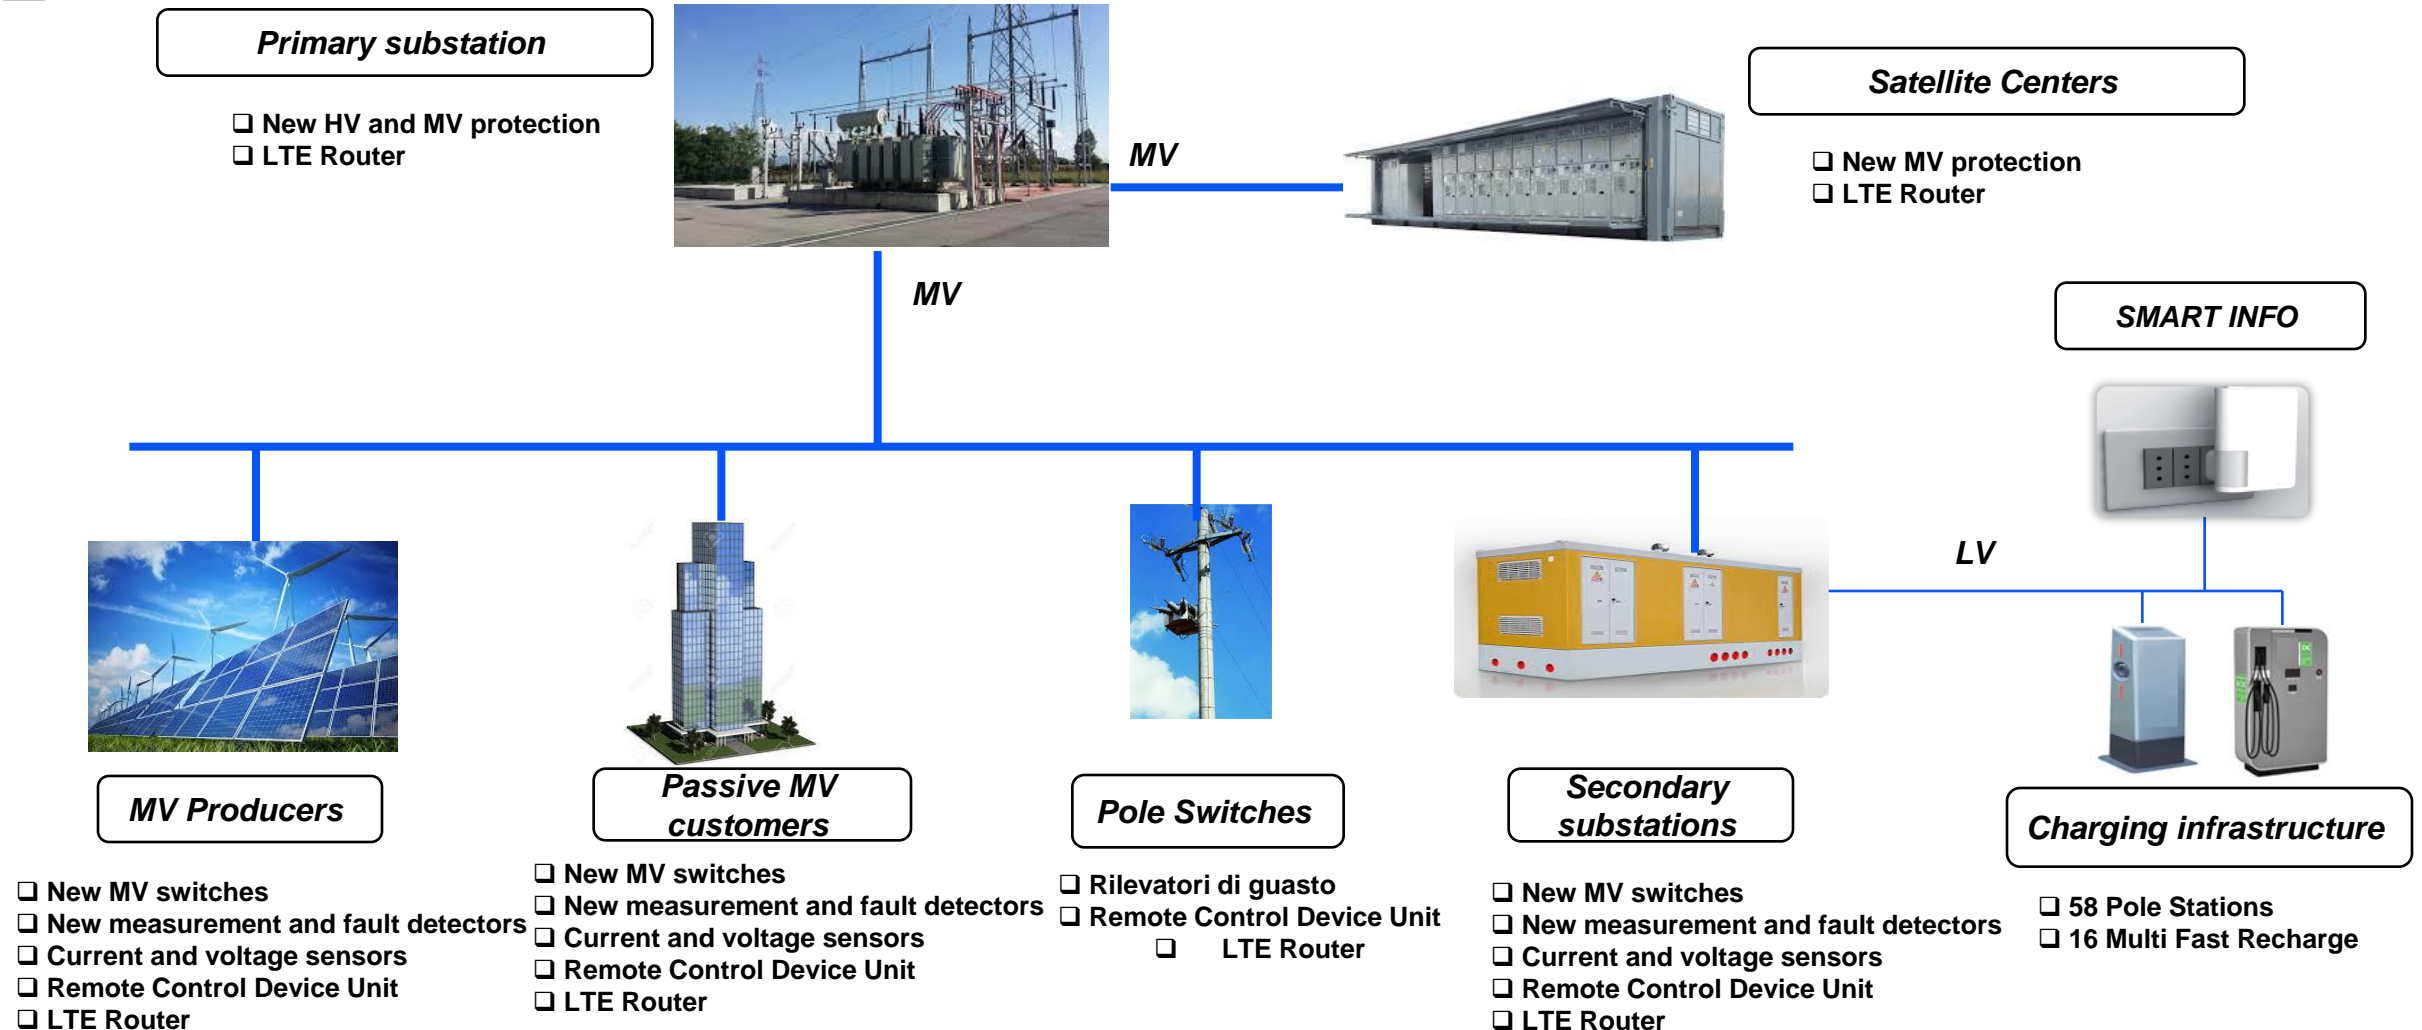 Primary substation
❑ New HV and MV protection
❑ LTE Router
MV
Satellite Centers
❑ New MV protection
❑ LTE Router
MV
SMART INFO
LV
MV Producers
❑ New MV switches
❑ New measurement and fault detectors
❑ Current and voltage sensors
❑ Remote Control Device Unit
❑ LTE Router
Passive MV
customers
❑ New MV switches
❑ New measurement and fault detectors
❑ Current and voltage sensors
❑ Remote Control Device Unit
❑ LTE Router
Pole Switches
❑ Rilevatori di guasto
❑ Remote Control Device Unit
❑ LTE Router
Secondary
substations
❑ New MV switches
❑ New measurement and fault detectors
❑ Current and voltage sensors
❑ Remote Control Device Unit
❑ LTE Router
Charging infrastructure
❑ 58 Pole Stations
❑ 16 Multi Fast Recharge